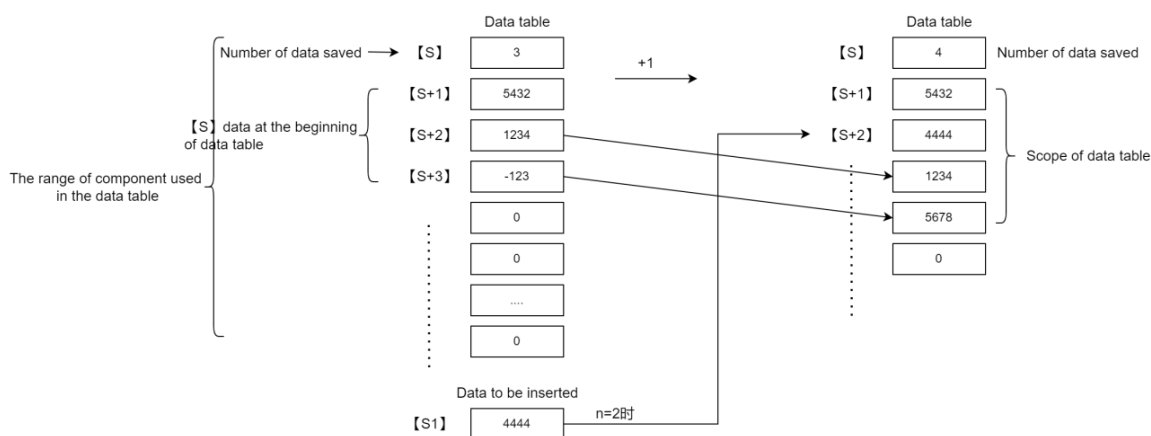 Data table
Data table
Number of data saved
【S】
3
+1
【S】
4
Number of data saved
【S+1】
5432
【S+1】
5432
【S】data at the beginning
of data table
【S+2】
1234
【S+2】
4444
Scope of data table
The range of component used
in the data table
【S+3】
-123
1234
0
5678
0
0
....
0
Data to be inserted
【S1】
4444
n=2时